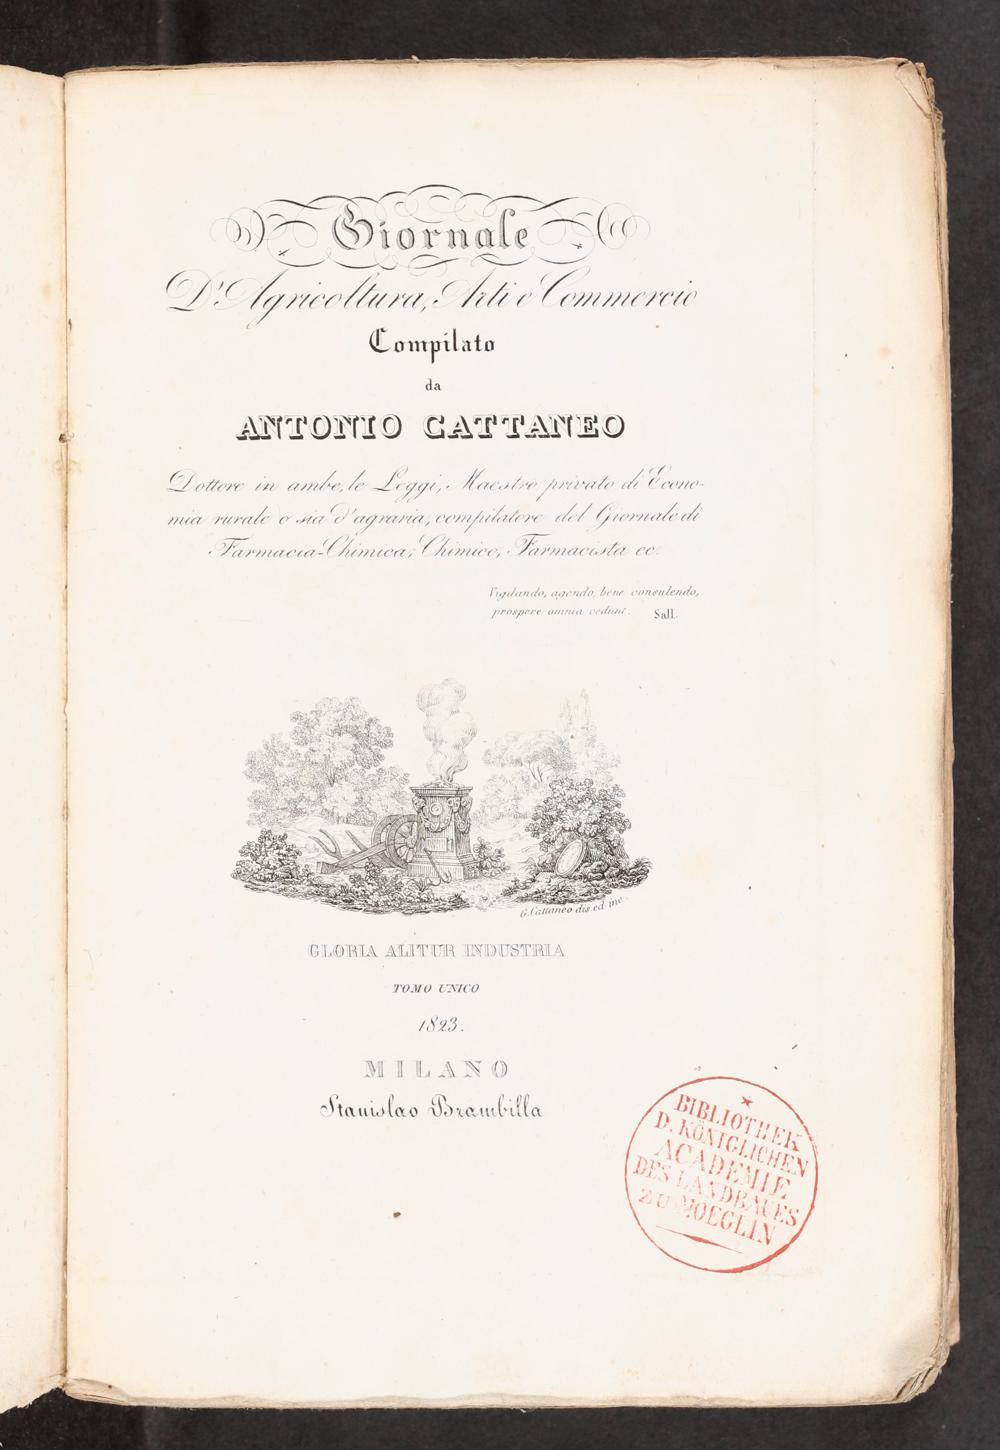 Giornale
D'Agricoltura, Arti e Commercio
Compilato
da
ANTONIO CATTANEO
Dottore in ambe, le Leggi, Maestro privato di Econo-
mia rurale o sia d'agraria, compilatore del Giornale di
Farmacia-Chimica, Chimico, Farmacista ec.
Vigilando, agendo, bene consulendo,
prospere omnia cedunt. Sall.
G. Cattaneo dis. ed inc.
GLORIA ALITUR INDUSTRIA
TOMO UNICO
1823.
MILANO
Stanislao Brambilla
BIBLIOTHEK
D. KÖNIGLICHEN
ACADEMIE
DES LANDBAUES
ZU MOEGLIN